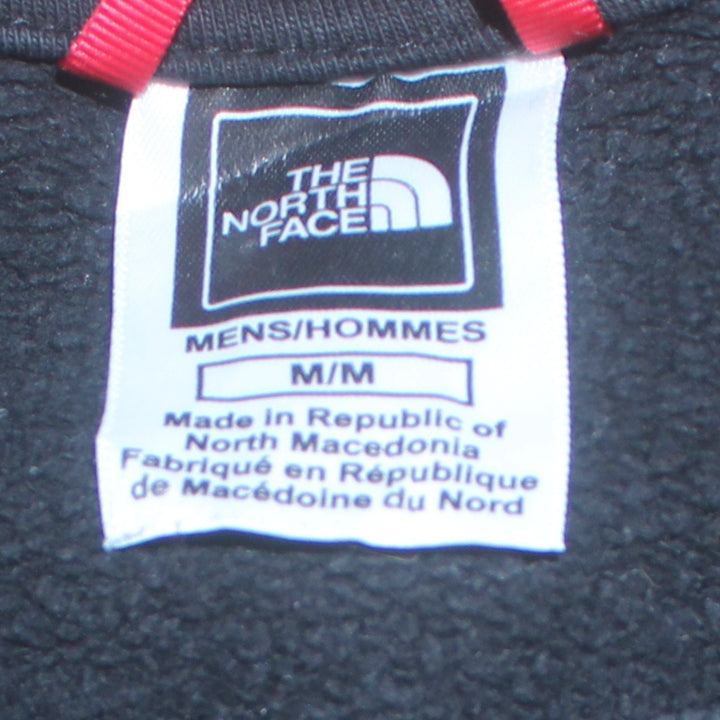 THE
NORTH
FACE
MENS/HOMMES
M/M
Made in Republic of
North Macedonia
Fabriqué en République
de Macédoine du Nord